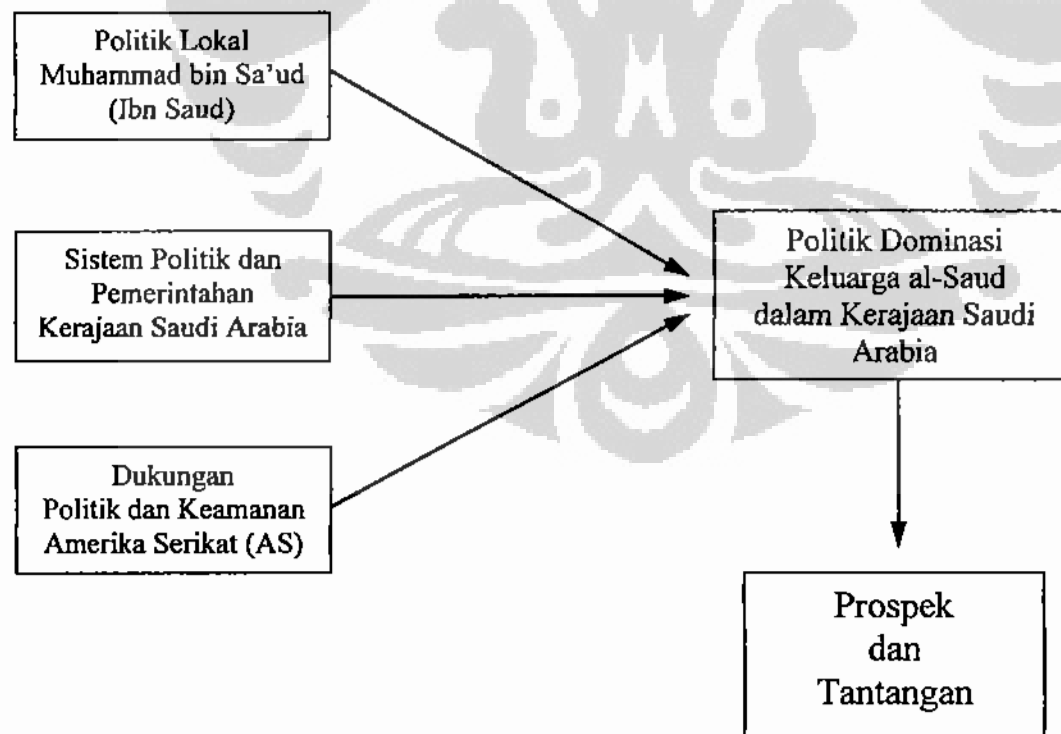 Politik Lokal
Muhammad bin Sa'ud
(Ibn Saud)
Sistem Politik dan
Pemerintahan
Kerajaan Saudi Arabia
Dukungan
Politik dan Keamanan
Amerika Serikat (AS)
Politik Dominasi
Keluarga al-Saud
dalam Kerajaan Saudi
Arabia
Prospek
dan
Tantangan